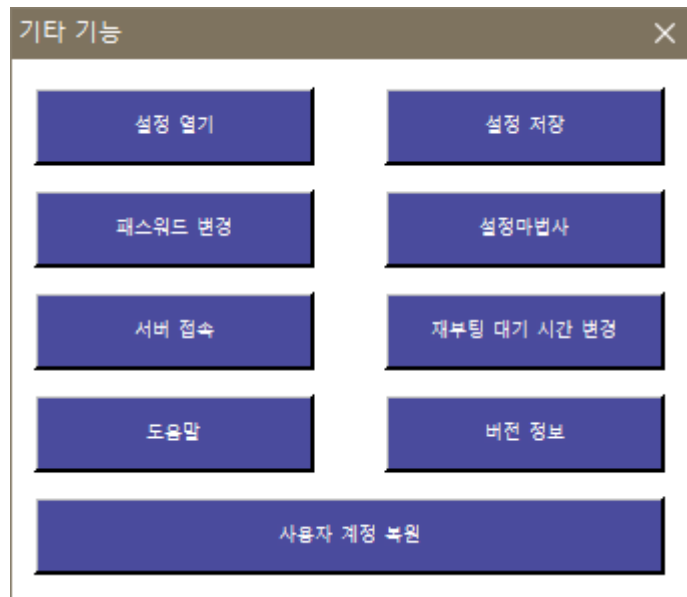 기타 기능
설정 열기
설정 저장
패스워드 변경
설정마법사
서버 접속
재부팅 대기 시간 변경
도움말
버전 정보
사용자 계정 복원